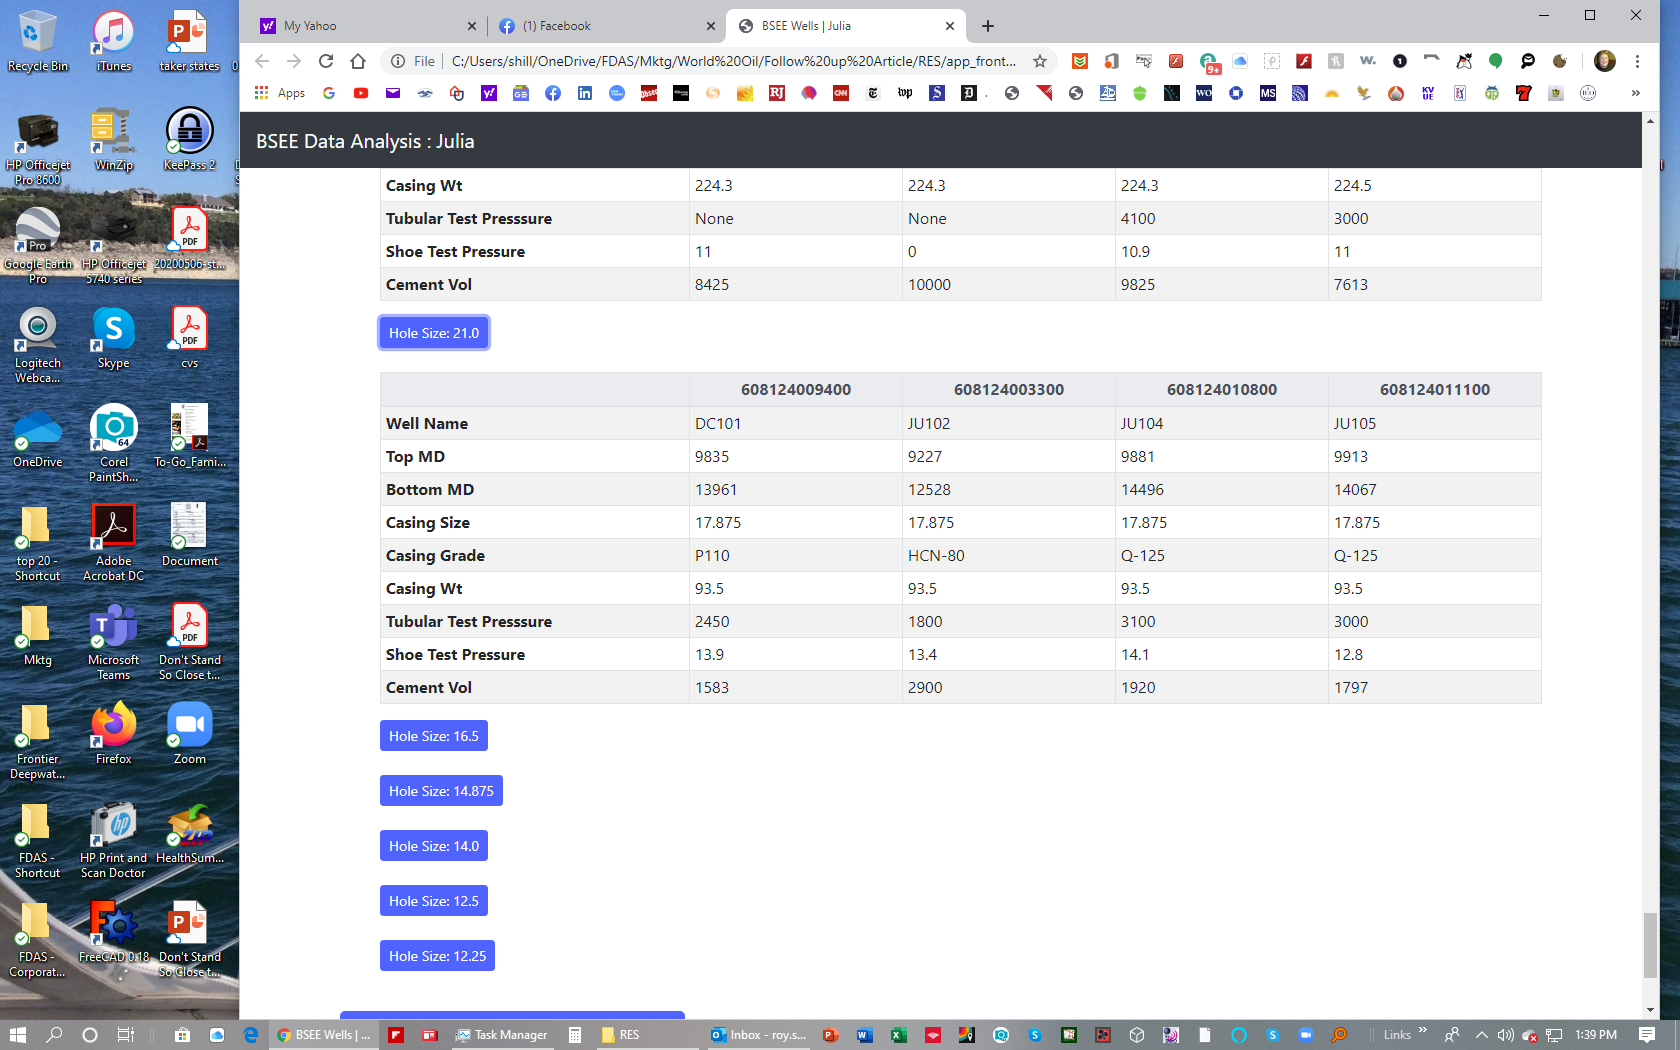 My Yahoo
(1) Facebook
BSEE Wells | Julia
File C:/Users/shill/OneDrive/FDAS/Mktg/World%20Oil/Follow%20up%20Article/RES/app_front...
9+
Apps
BSEE Data Analysis : Julia
Casing Wt 224.3 224.3 224.3 224.5
Tubular Test Presssure None None 4100 3000
Shoe Test Pressure 11 0 10.9 11
Cement Vol 8425 10000 9825 7613
Hole Size: 21.0
608124009400 608124003300 608124010800 608124011100
Well Name DC101 JU102 JU104 JU105
Top MD 9835 9227 9881 9913
Bottom MD 13961 12528 14496 14067
Casing Size 17.875 17.875 17.875 17.875
Casing Grade P110 HCN-80 Q-125 Q-125
Casing Wt 93.5 93.5 93.5 93.5
Tubular Test Presssure 2450 1800 3100 3000
Shoe Test Pressure 13.9 13.4 14.1 12.8
Cement Vol 1583 2900 1920 1797
Hole Size: 16.5
Hole Size: 14.875
Hole Size: 14.0
Hole Size: 12.5
Hole Size: 12.25
Recycle Bin
iTunes
taker states
HP Officejet
Pro 8600
WinZip
KeePass 2
Google Earth
Pro
HP Officejet
5740 series
20200506-st...
Logitech
Webca...
Skype
cvs
OneDrive
Corel
PaintSh...
To-Go_Fami...
top 20 -
Shortcut
Adobe
Acrobat DC
Document
Mktg
Microsoft
Teams
Don't Stand
So Close t...
Frontier
Deepwat...
Firefox
Zoom
FDAS -
Shortcut
HP Print and
Scan Doctor
HealthSum...
FDAS -
Corporat...
FreeCAD 0.18
Don't Stand
So Close t...
BSEE Wells | ...
Task Manager
RES
Inbox - roy.s...
Links
1:39 PM